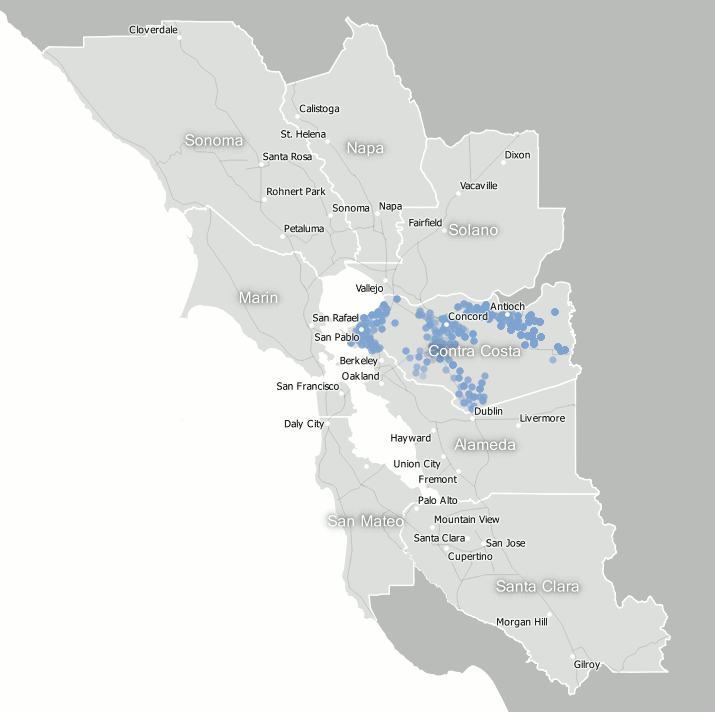 Cloverdale
Calistoga
St. Helena
Sonoma
Napa
Santa Rosa
Dixon
Vacaville
Rohnert Park
Sonoma
Napa
Petaluma
Fairfield
Solano
Vallejo
Marin
Antioch
San Rafael
Concord
San Pablo
Contra Costa
Berkeley
Oakland
San Francisco
Dublin
Livermore
Daly City
Hayward
Alameda
Union City
Fremont
Palo Alto
San Mateo
Mountain View
Santa Clara
San Jose
Cupertino
Santa Clara
Morgan Hill
Gilroy